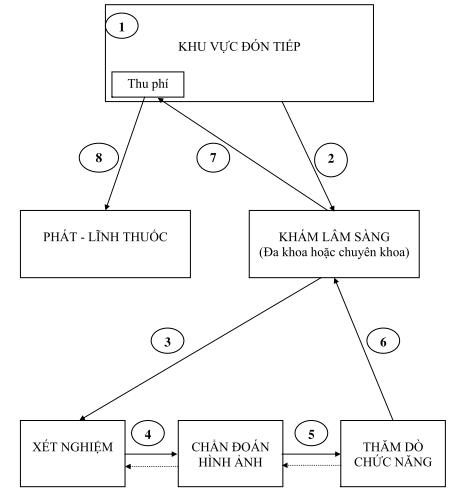 1
KHU VỰC ĐÓN TIẾP
Thu phí
8
7
2
PHÁT - LĨNH THUỐC
KHÁM LÂM SÀNG
(Đa khoa hoặc chuyên khoa)
3
6
XÉT NGHIỆM
4
CHẨN ĐOÁN
HÌNH ẢNH
5
THĂM DÒ
CHỨC NĂNG